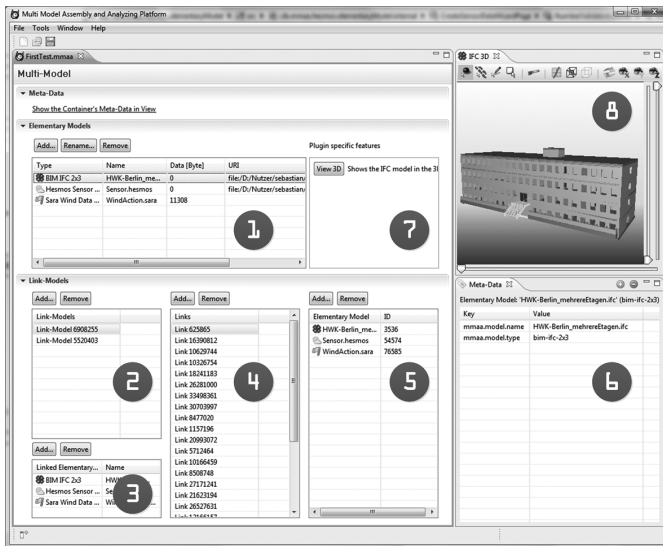 Multi Model Assembly and Analyzing Platform
File Tools Window Help
FirstTest.mmaa
Multi-Model
Meta-Data
Show the Container's Meta-Data in View
Elementary Models
Add... Rename... Remove
Type Name Data [Byte] URI
BIM IFC 2x3 HWK-Berlin_me... 0 file:/D:/Nutzer/sebastian/
Hesmos Sensor ... Sensor.hesmos 0 file:/D:/Nutzer/sebastian/
Sara Wind Data ... WindAction.sara 11308
1
Plugin specific features
View 3D Shows the IFC model in the 3D
7
Link-Models
Add... Remove
Link-Models
Link-Model 6908255
Link-Model 5520403
2
Add... Remove
Linked Elementary... Name
BIM IFC 2x3 HW
Hesmos Sensor ... Se
Sara Wind Data ... Wi
3
Add... Remove
Links
Link 625865
Link 16390812
Link 10629744
Link 10326754
Link 18241183
Link 26281000
Link 33498361
Link 30703997
Link 8477020
Link 1157196
Link 20993072
Link 5712464
Link 10166459
Link 8508748
Link 27171241
Link 21623194
Link 26527631
4
Add... Remove
Elementary Model ID
HWK-Berlin_me... 3536
Sensor.hesmos 54574
WindAction.sara 76585
5
IFC 3D
8
Meta-Data
Elementary Model: 'HWK-Berlin_mehrereEtagen.ifc' (bim-ifc-2x3)
Key Value
mmaa.model.name HWK-Berlin_mehrereEtagen.ifc
mmaa.model.type bim-ifc-2x3
6